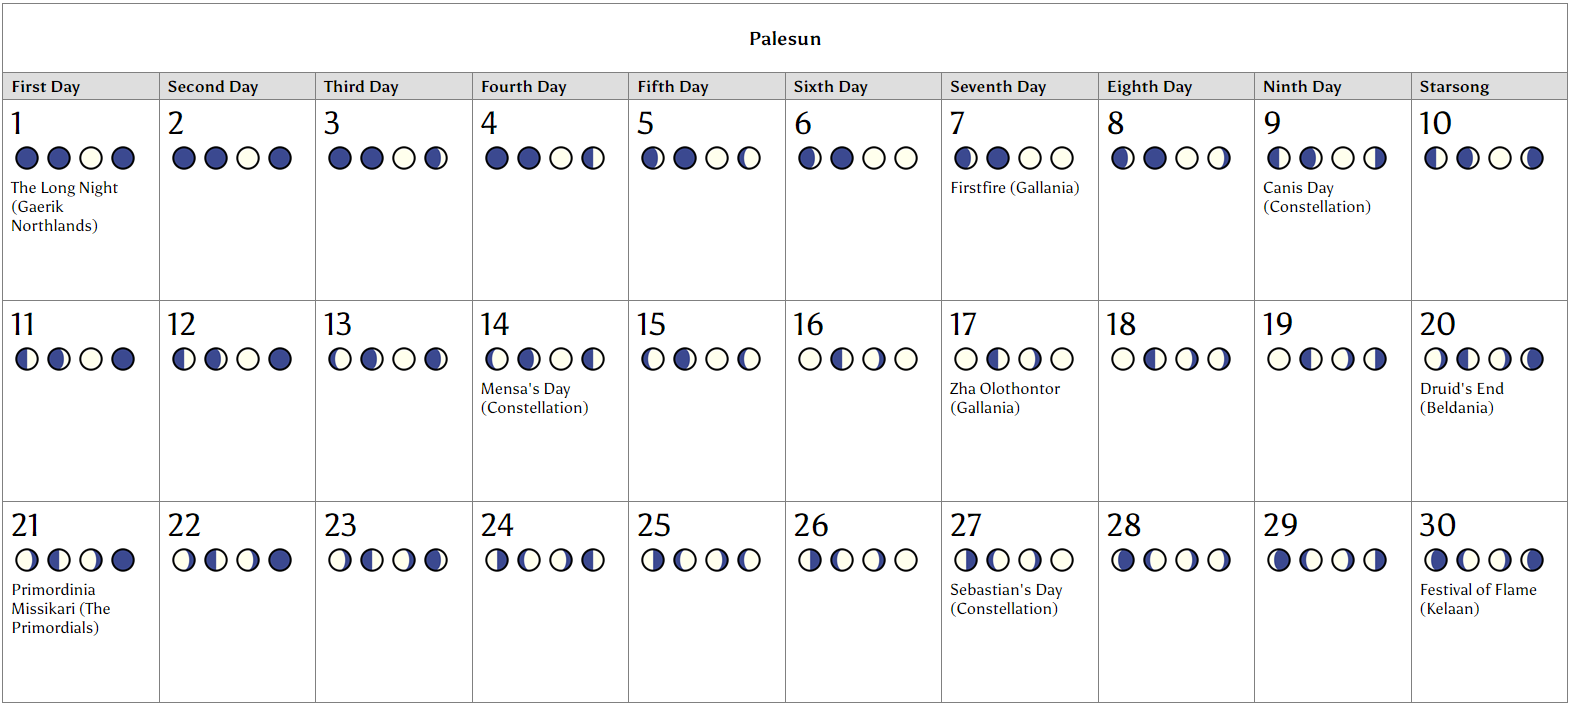 Palesun
First Day Second Day Third Day Fourth Day Fifth Day Sixth Day Seventh Day Eighth Day Ninth Day Starsong
1 2 3 4 5 6 7 8 9 10
The Long Night
(Gaerik
Northlands)
Firstfire (Gallania)
Canis Day
(Constellation)
11 12 13 14 15 16 17 18 19 20
Mensa's Day
(Constellation)
Zha Olothontor
(Gallania)
Druid's End
(Beldania)
21 22 23 24 25 26 27 28 29 30
Primordinia
Missikari (The
Primordials)
Sebastian's Day
(Constellation)
Festival of Flame
(Kelaan)